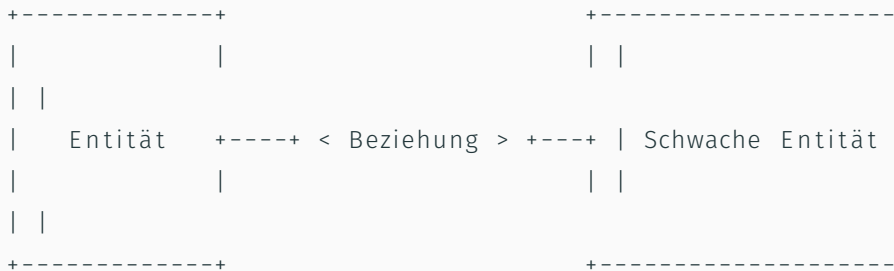 +-------------+                       +--------------------
|             |                       | |
| |
|   Entität   +----+ < Beziehung > +---+ | Schwache Entität
|             |                       | |
| |
+-------------+                       +--------------------